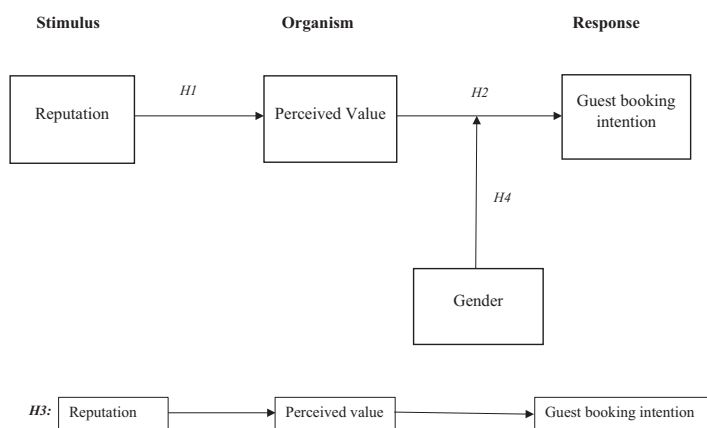 Stimulus
Organism
Response
H1
H2
Reputation
Perceived Value
Guest booking
intention
H4
Gender
H3:
Reputation
Perceived value
Guest booking intention